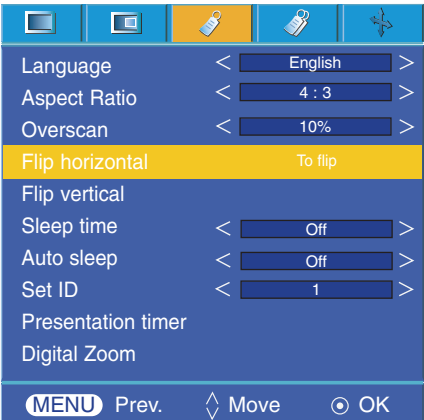 Language < English >
Aspect Ratio < 4 : 3 >
Overscan < 10% >
Flip horizontal To flip
Flip vertical
Sleep time < Off >
Auto sleep < Off >
Set ID < 1 >
Presentation timer
Digital Zoom
MENU Prev. Move OK